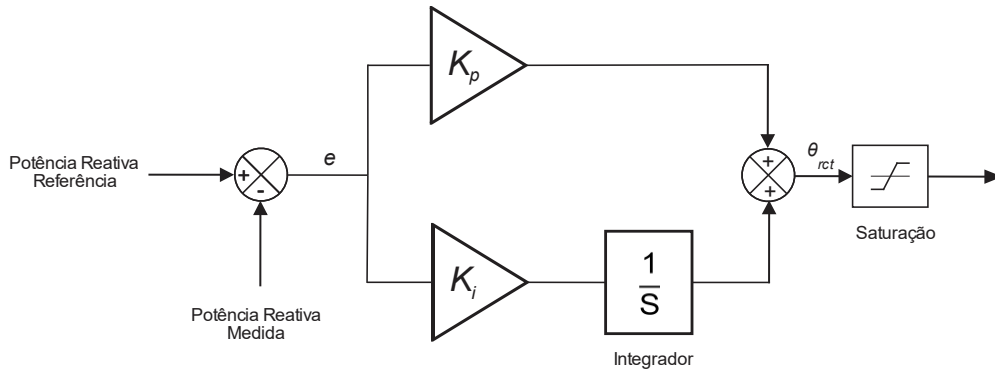 K_p
Potência Reativa
Referência
+
-
e
+
+
θ_rct
Saturação
K_i
1
S
Integrador
Potência Reativa
Medida